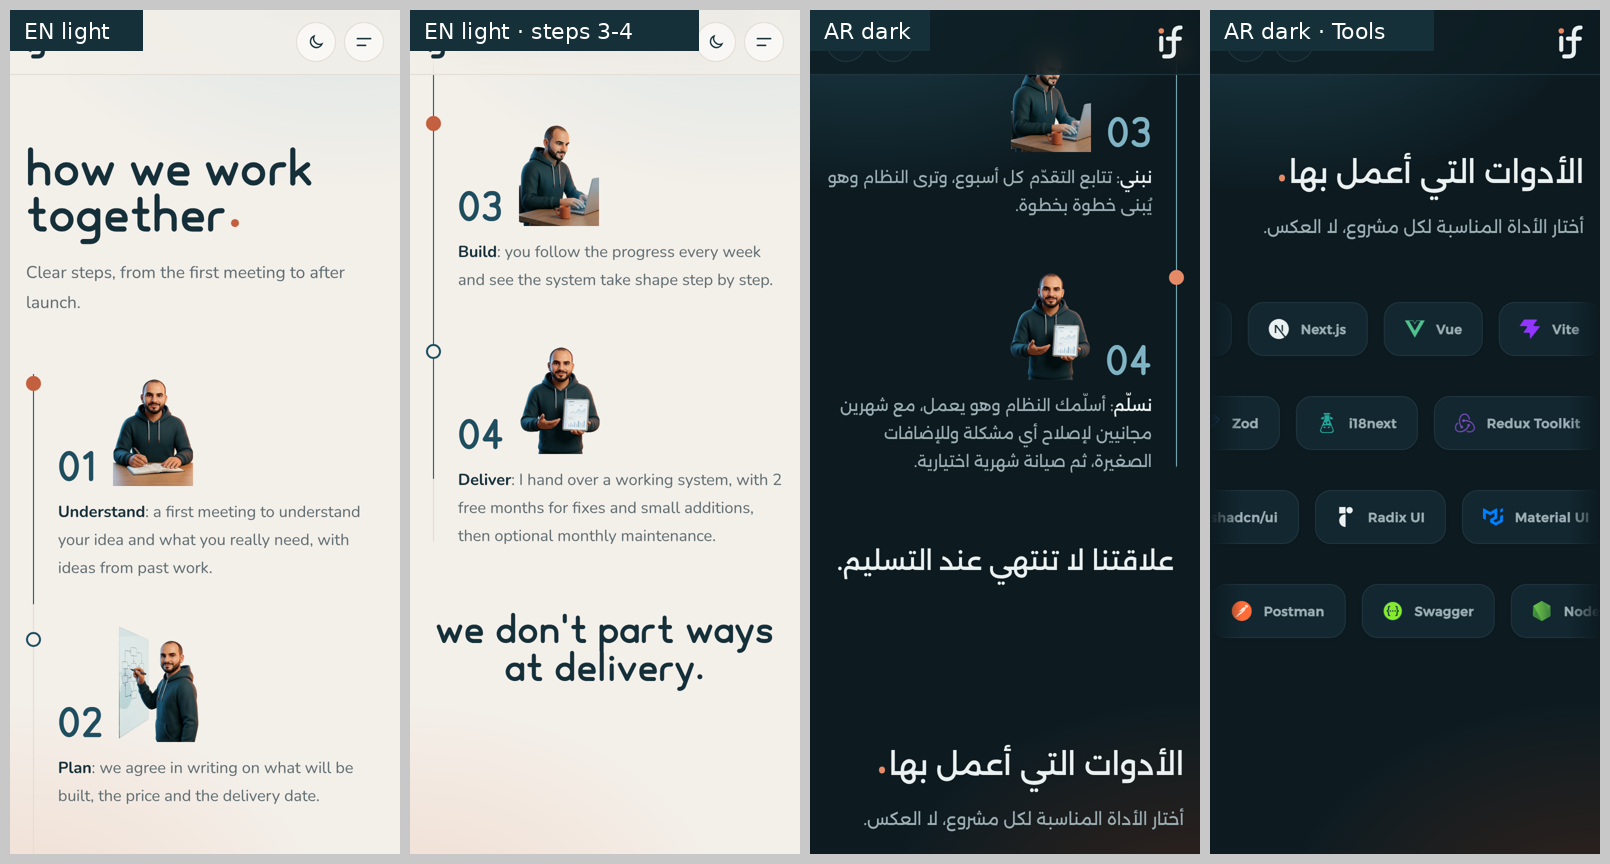 EN light
how we work
together.
Clear steps, from the first meeting to after
launch.
01
Understand: a first meeting to understand
your idea and what you really need, with
ideas from past work.
02
Plan: we agree in writing on what will be
built, the price and the delivery date.
EN light · steps 3-4
03
Build: you follow the progress every week
and see the system take shape step by step.
04
Deliver: I hand over a working system, with 2
free months for fixes and small additions,
then optional monthly maintenance.
we don't part ways
at delivery.
AR dark
if
03
نبني: تتابع التقدّم كل أسبوع، وترى النظام وهو
يُبنى خطوة بخطوة.
04
نسلّم: أسلّمك النظام وهو يعمل، مع شهرين
مجانيين لإصلاح أي مشكلة وللإضافات
الصغيرة، ثم صيانة شهرية اختيارية.
علاقتنا لا تنتهي عند التسليم.
الأدوات التي أعمل بها.
أختار الأداة المناسبة لكل مشروع، لا العكس.
AR dark · Tools
if
الأدوات التي أعمل بها.
أختار الأداة المناسبة لكل مشروع، لا العكس.
Next.js Vue Vite
Zod i18next Redux Toolkit
shadcn/ui Radix UI Material UI
Postman Swagger